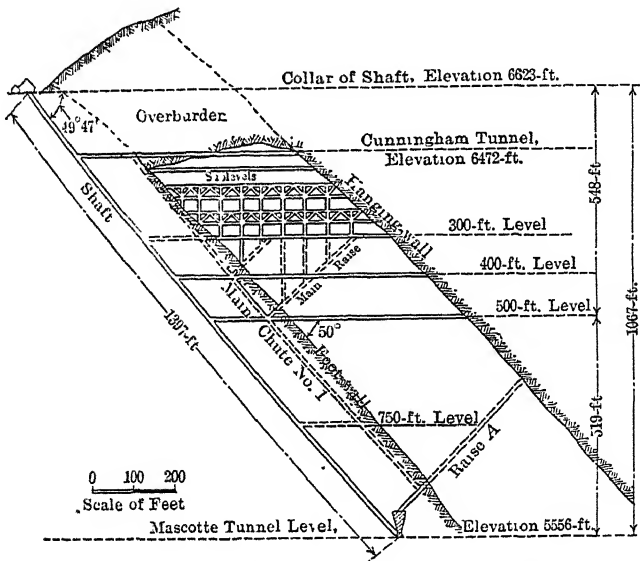 Collar of Shaft, Elevation 6623-ft.
49°47'
Overburden
Cunningham Tunnel,
Elevation 6472-ft.
Hanging-wall
548-ft
1067-ft.
Shaft
300-ft. Level
400-ft. Level
Main Raise
500-ft. Level
50°
Main Chute No. 1
Foot-wall
1397-ft
750-ft. Level
519-ft
Raise A
0 100 200
Scale of Feet
Mascotte Tunnel Level,
Elevation 5556-ft.